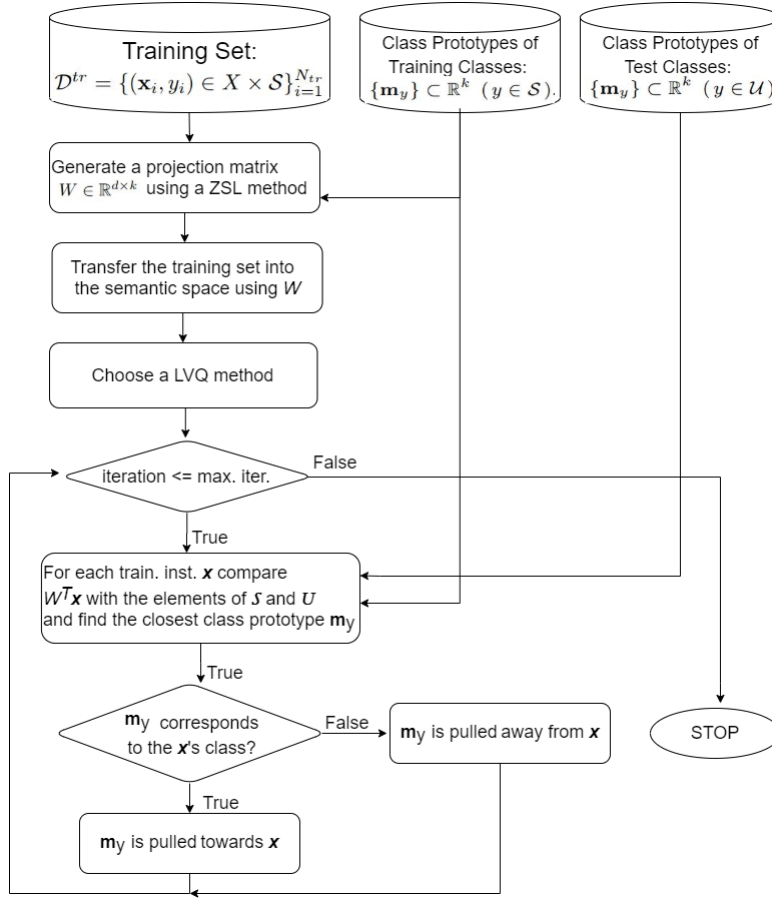 Training Set:
𝒟^{tr} = {(𝐱_i, y_i) ∈ X × 𝒮}_{i=1}^{N_{tr}}
Class Prototypes of
Training Classes:
{𝐦_y} ⊂ ℝ^k (y ∈ 𝒮).
Class Prototypes of
Test Classes:
{𝐦_y} ⊂ ℝ^k (y ∈ 𝒰)
Generate a projection matrix
W ∈ ℝ^{d×k} using a ZSL method
Transfer the training set into
the semantic space using W
Choose a LVQ method
iteration <= max. iter.
False
True
For each train. inst. x compare
W^T x with the elements of S and U
and find the closest class prototype m_y
True
m_y corresponds
to the x's class?
False
m_y is pulled away from x
STOP
True
m_y is pulled towards x